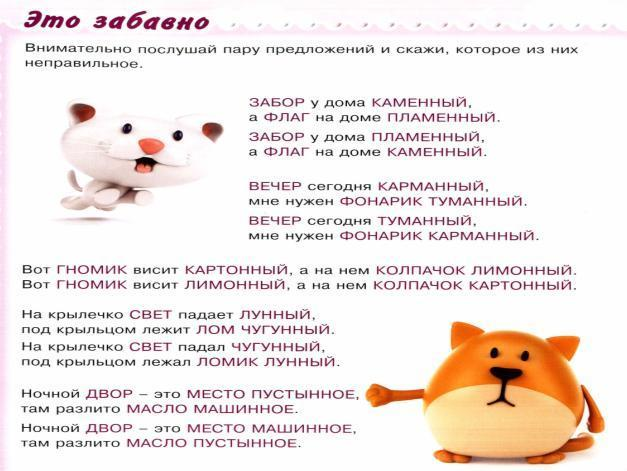 Это забавно
Внимательно послушай пару предложений и скажи, которое из них
неправильное.
ЗАБОР у дома КАМЕННЫЙ,
а ФЛАГ на доме ПЛАМЕННЫЙ.
ЗАБОР у дома ПЛАМЕННЫЙ,
а ФЛАГ на доме КАМЕННЫЙ.
ВЕЧЕР сегодня КАРМАННЫЙ,
мне нужен ФОНАРИК ТУМАННЫЙ.
ВЕЧЕР сегодня ТУМАННЫЙ,
мне нужен ФОНАРИК КАРМАННЫЙ.
Вот ГНОМИК висит КАРТОННЫЙ, а на нем КОЛПАЧОК ЛИМОННЫЙ.
Вот ГНОМИК висит ЛИМОННЫЙ, а на нем КОЛПАЧОК КАРТОННЫЙ.
На крылечко СВЕТ падает ЛУННЫЙ,
под крыльцом лежит ЛОМ ЧУГУННЫЙ.
На крылечко СВЕТ падал ЧУГУННЫЙ,
под крыльцом лежал ЛОМИК ЛУННЫЙ.
Ночной ДВОР – это МЕСТО ПУСТЫННОЕ,
там разлито МАСЛО МАШИННОЕ.
Ночной ДВОР – это МЕСТО МАШИННОЕ,
там разлито МАСЛО ПУСТЫННОЕ.